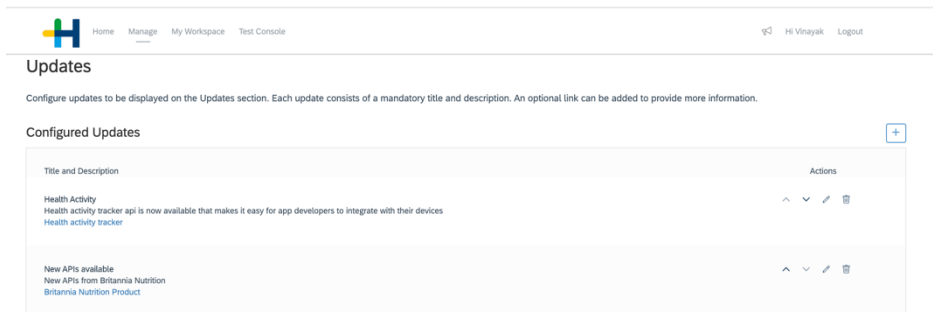 Home Manage My Workspace Test Console Hi Vinayak Logout
Updates
Configure updates to be displayed on the Updates section. Each update consists of a mandatory title and description. An optional link can be added to provide more information.
Configured Updates
Title and Description Actions
Health Activity
Health activity tracker api is now available that makes it easy for app developers to integrate with their devices
Health activity tracker
New APIs available
New APIs from Britannia Nutrition
Britannia Nutrition Product